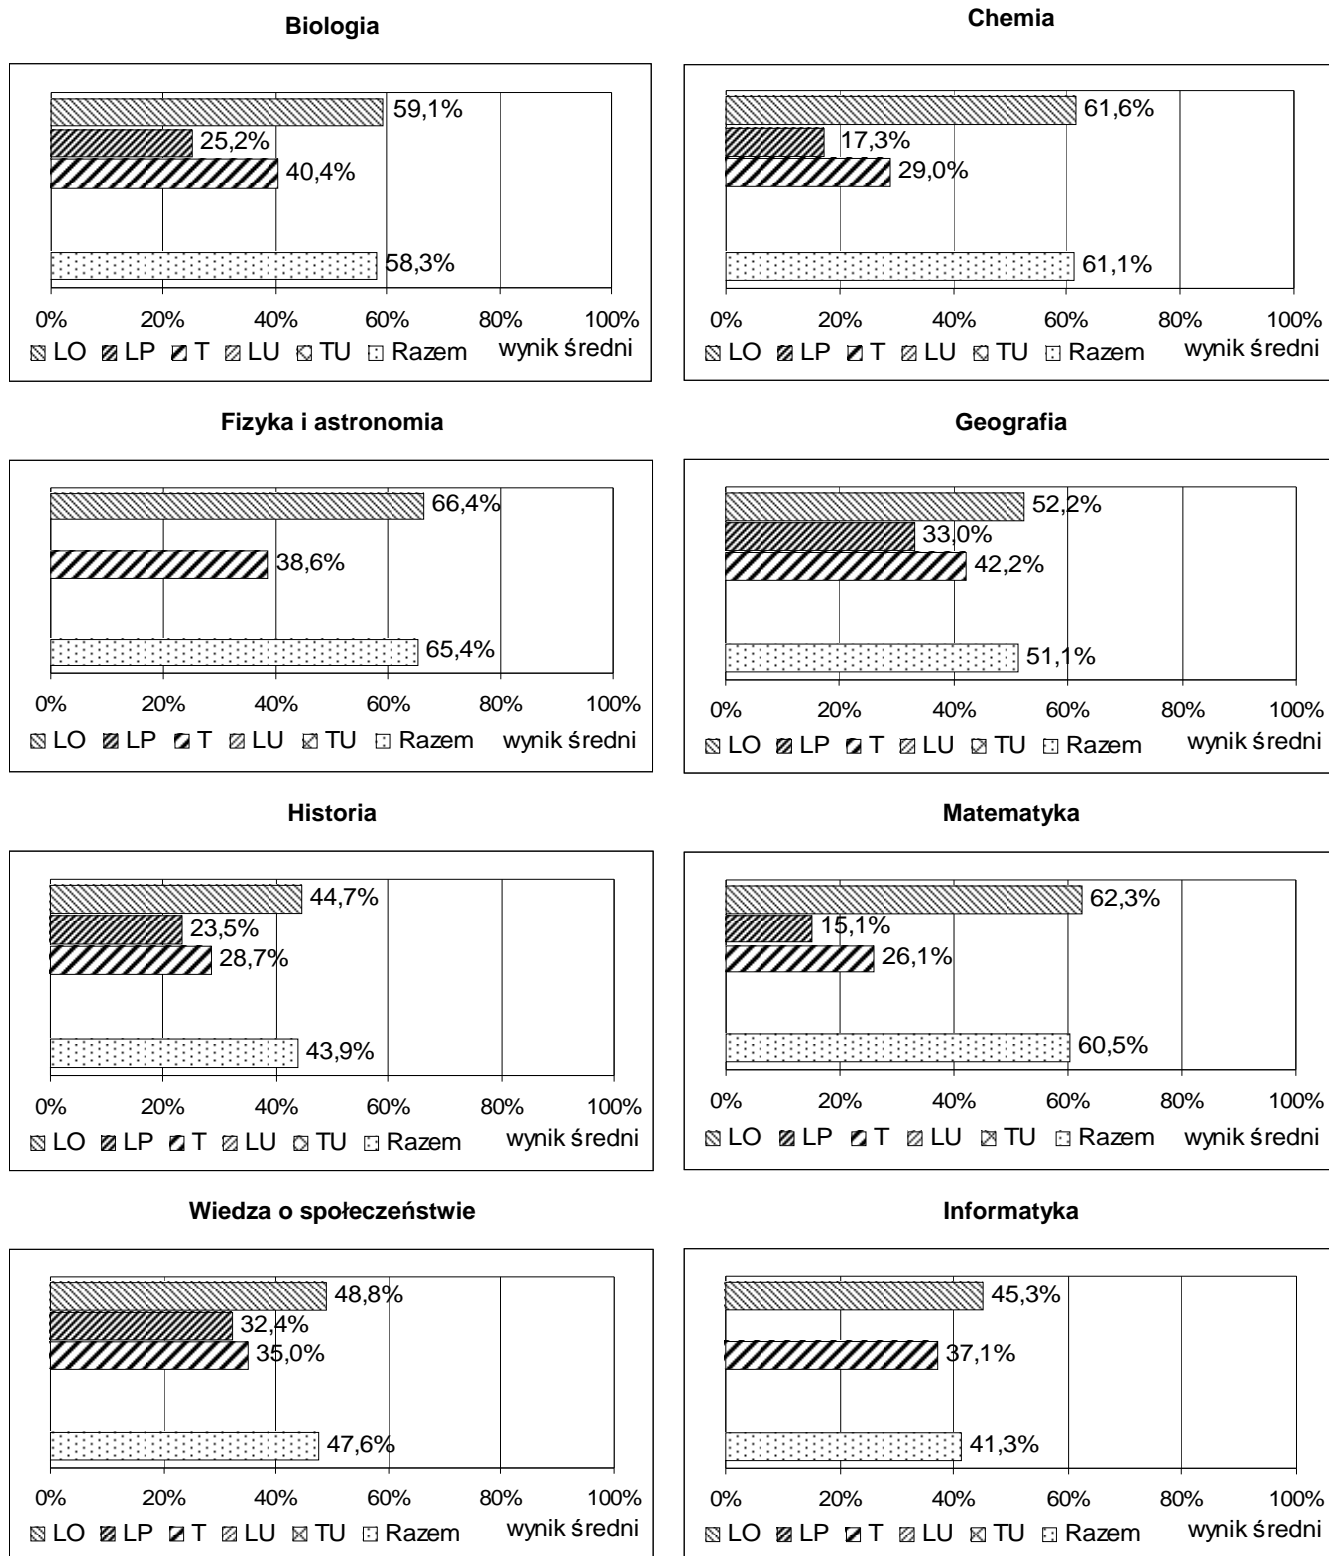 Biologia
59,1%
25,2%
40,4%
58,3%
0% 20% 40% 60% 80% 100%
LO LP T LU TU Razem wynik średni
Chemia
61,6%
17,3%
29,0%
61,1%
0% 20% 40% 60% 80% 100%
LO LP T LU TU Razem wynik średni
Fizyka i astronomia
66,4%
38,6%
65,4%
0% 20% 40% 60% 80% 100%
LO LP T LU TU Razem wynik średni
Geografia
52,2%
33,0%
42,2%
51,1%
0% 20% 40% 60% 80% 100%
LO LP T LU TU Razem wynik średni
Historia
44,7%
23,5%
28,7%
43,9%
0% 20% 40% 60% 80% 100%
LO LP T LU TU Razem wynik średni
Matematyka
62,3%
15,1%
26,1%
60,5%
0% 20% 40% 60% 80% 100%
LO LP T LU TU Razem wynik średni
Wiedza o społeczeństwie
48,8%
32,4%
35,0%
47,6%
0% 20% 40% 60% 80% 100%
LO LP T LU TU Razem wynik średni
Informatyka
45,3%
37,1%
41,3%
0% 20% 40% 60% 80% 100%
LO LP T LU TU Razem wynik średni